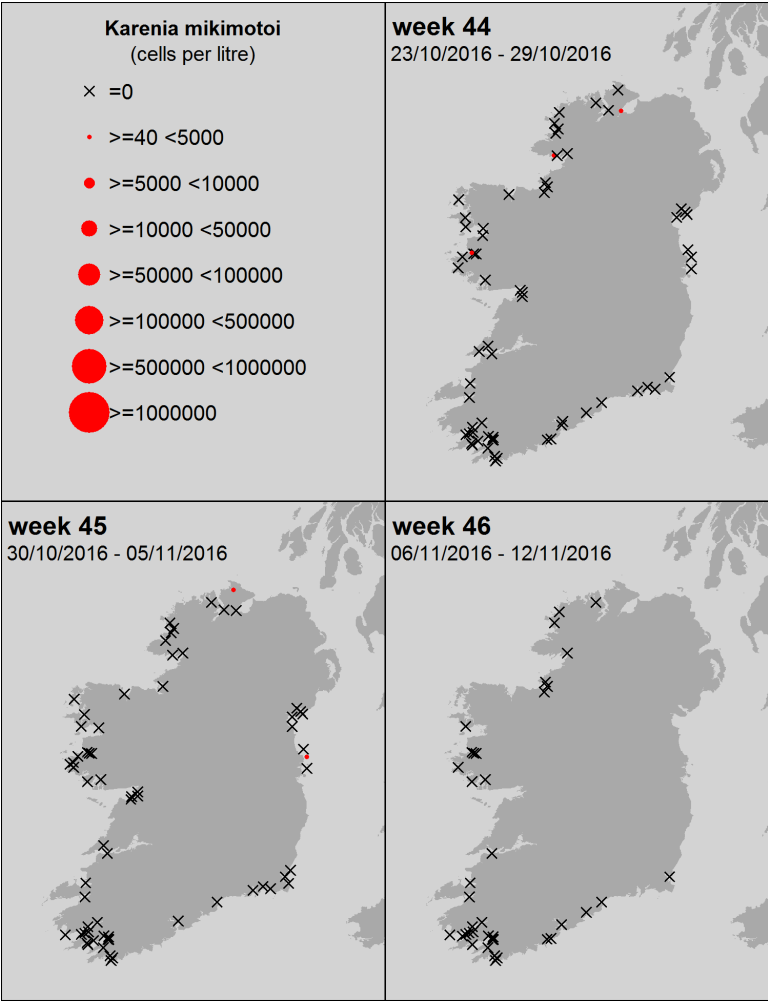 Karenia mikimotoi
(cells per litre)
=0
>=40 <5000
>=5000 <10000
>=10000 <50000
>=50000 <100000
>=100000 <500000
>=500000 <1000000
>=1000000
week 44
23/10/2016 - 29/10/2016
week 45
30/10/2016 - 05/11/2016
week 46
06/11/2016 - 12/11/2016